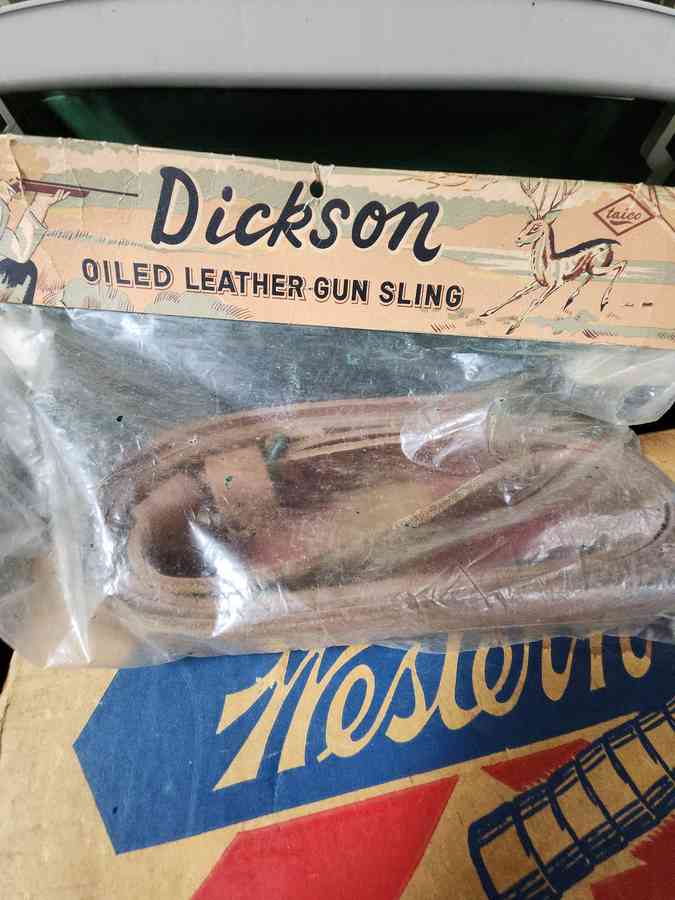 Dickson
taico
OILED LEATHER GUN SLING
Western